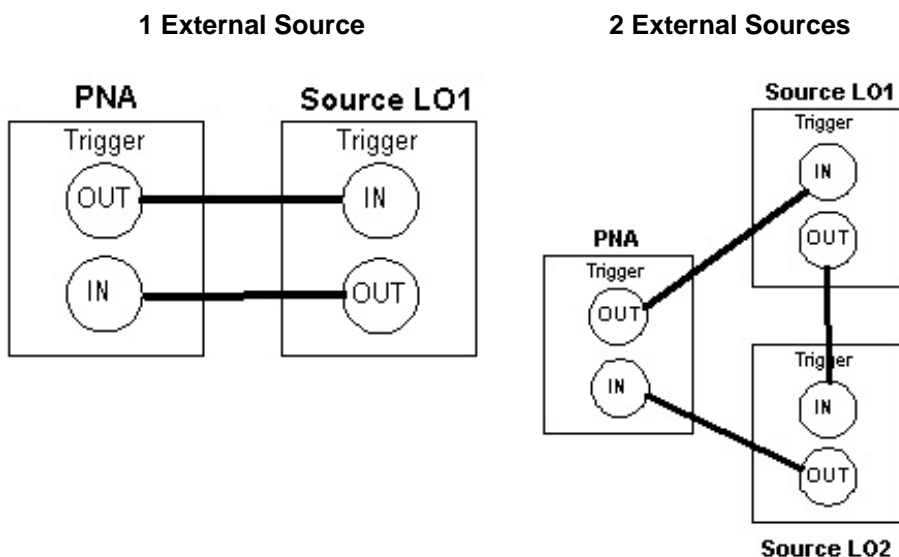 1 External Source
PNA
Trigger
OUT
IN
Source LO1
Trigger
IN
OUT
2 External Sources
PNA
Trigger
OUT
IN
Source LO1
Trigger
IN
OUT
Trigger
IN
OUT
Source LO2